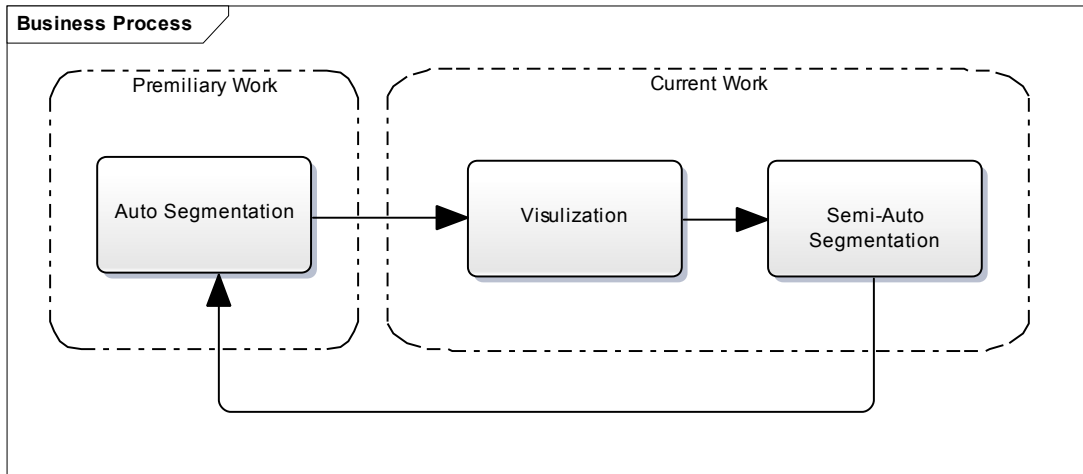 Business Process
Premiliary Work
Current Work
Auto Segmentation
Visulization
Semi-Auto
Segmentation